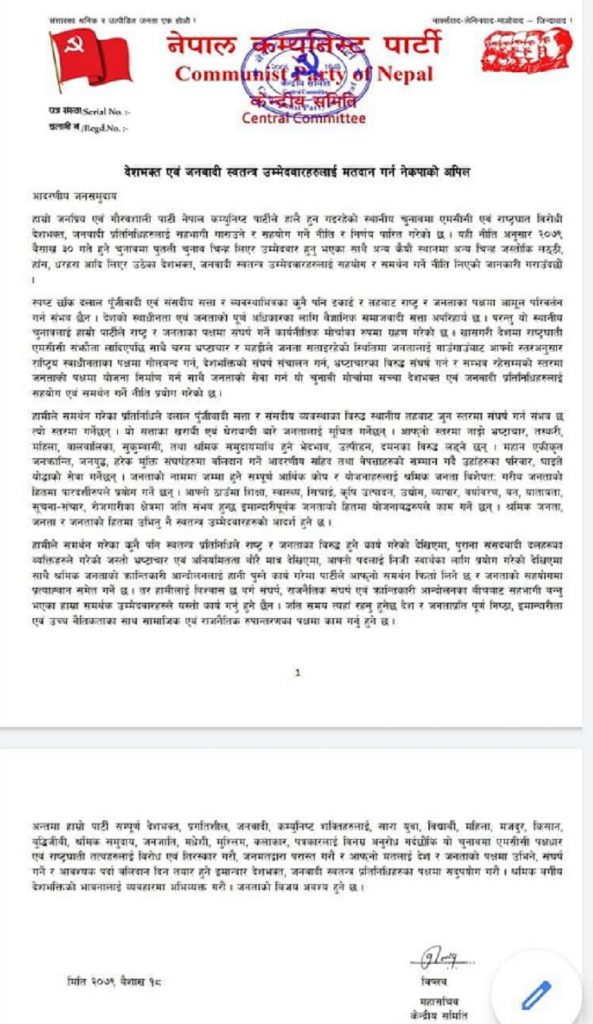 संसारका श्रमिक र उत्पीडित जनता एक होऔं !
मार्क्सवाद-लेनिनवाद-माओवाद – जिन्दावाद !
नेपाल कम्युनिस्ट पार्टी
Communist Party of Nepal
केन्द्रीय समिति
Central Committee
पत्र संख्या/Serial No. :-
चलानी नं./Regd.No. :-
देशभक्त एवं जनवादी स्वतन्त्र उम्मेदवारहरुलाई मतदान गर्न नेकपाको अपिल
आदरणीय जनसमुदाय
हाम्रो जनप्रिय एवं गौरवशाली पार्टी नेपाल कम्युनिष्ट पार्टीले हालै हुन गइरहेको स्थानीय चुनावमा एमसीसी एवं राष्ट्रघात विरोधी
देशभक्त, जनवादी प्रतिनिधिहरुलाई सहभागी गराउने र सहयोग गर्ने नीति र निर्णय पारित गरेको छ । यही नीति अनुसार २०७९
बैसाख ३० गते हुने चुनावमा पुतली चुनाव चिन्ह लिएर उम्मेदवार हुनु भएका साथै अन्य कैयौं स्थानमा अन्य चिन्ह जस्तोकि लठ्ठी,
हाँस, धरहरा आदि लिएर उठेका देशभक्त, जनवादी स्वतन्त्र उम्मेदवारहरुलाई सहयोग र समर्थन गर्ने नीति लिएको जानकारी गराउँदछौं
।
स्पष्ट छकि दलाल पूंजीवादी एवं संसदीय सत्ता र व्यवस्थाभित्रका कुनै पनि इकाई र तहबाट राष्ट्र र जनताका पक्षमा आमूल परिवर्तन
गर्न संभव छैन । देशको स्वाधीनता एवं जनताको पूर्ण अधिकारका लागि वैज्ञानिक समाजवादी सत्ता अपरिहार्य छ । परन्तु यो स्थानीय
चुनावलाई हाम्रो पार्टीले राष्ट्र र जनताका पक्षमा संघर्ष गर्ने कार्यनीतिक मोर्चाका रुपमा ग्रहण गरेको छ । खासगरी देशमा राष्ट्रघाती
एमसीसी संझौता लादिएपछि साथै चरम भ्रष्टाचार र महङ्गीले जनता सताइरहेको स्थितिमा जनतालाई गाउँगाउँबाट आफ्नो स्तरअनुसार
राष्ट्रिय स्वाधीनताका पक्षमा गोलबन्द गर्न, देशभक्तिको संघर्ष संचालन गर्न, भ्रष्टाचारका विरुद्ध संघर्ष गर्न र सम्भव रहेसम्मको स्तरमा
जनताको पक्षमा योजना निर्माण गर्न साथै जनताको सेवा गर्न यो चुनावी मोर्चामा सच्चा देशभक्त एवं जनवादी प्रतिनिधिहरुलाई
सहयोग एवं समर्थन गर्ने नीति प्रयोग गरेको छ ।
हामीले समर्थन गरेका प्रतिनिधिले दलाल पूंजीवादी सत्ता र संसदीय व्यवस्थाका विरुद्ध स्थानीय तहबाट जुन स्तरमा संघर्ष गर्न संभव छ
त्यो स्तरमा गर्नेछन् । यो सत्ताका खराबी एवं घेराबन्दी बारे जनतालाई सूचित गर्नेछन् । आफ्नो स्तरमा नाङ्गो भ्रष्टाचार, तस्करी,
महिला, बालबालिका, सुकुम्वासी, तथा श्रमिक समुदायमाथि हुने भेदभाव, उत्पीडन, दमनका विरुद्ध लड्ने छन् । महान एकीकृत
जनक्रान्ति, जनयुद्ध, हरेक मुक्ति संघर्षहरुमा बलिदान गर्ने आदरणीय सहिद तथा वेपत्ताहरुको सम्मान गर्दै उहाँहरुका परिवार, घाइते
योद्धाको सेवा गर्नेछन् । जनताको नाममा जम्मा हुने सम्पूर्ण आर्थिक कोष र योजनाहरुलाई श्रमिक जनता विशेषतः गरीव जनताको
हितमा पारदर्शीरुपले प्रयोग गर्ने छन् । आफ्नो ठाउँमा शिक्षा, स्वास्थ्य, सिंचाई, कृषि उत्पादन, उद्योग, व्यापार, वर्यावरण, वन, यातायात,
सूचना-संचार, रोजगारीका क्षेत्रमा जति संभव हुन्छ, इमान्दारीपूर्वक जनताको हितमा योजनावद्धरुपले काम गर्ने छन् । श्रमिक जनता,
जनता र जनताको हितमा उभिनु नै स्वतन्त्र उम्मेदवारहरुको आदर्श हुने छ ।
हामीले समर्थन गरेका कुनै पनि स्वतन्त्र प्रतिनिधिले राष्ट्र र जनताका विरुद्ध हुने कार्य गरेको देखिएमा, पुराना संसदवादी दलहरुका
व्यक्तिहरुले गरेको जस्तो भ्रष्टाचार एवं अनियमितता थोरै मात्र देखिएमा, आफ्नो पदलाई निजी स्वार्थका लागि प्रयोग गरेको देखिएमा
साथै श्रमिक जनताको क्रान्तिकारी आन्दोलनलाई हानी पुग्ने कार्य गरेमा पार्टीले आफ्नो समर्थन फिर्ता लिने छ र जनताको सहयोगमा
प्रत्याव्हान समेत गर्ने छ । तर हामीलाई विश्वास छ वर्ग संघर्ष, राजनैतिक संघर्ष एवं क्रान्तिकारी आन्दोलनका बीचबाट सहभागी बन्नु
भएका हाम्रा समर्थक उम्मेदवारहरुले यस्तो कार्य गर्नु हुने छैन । जति समय त्यहां रहनु हुनेछ देश र जनताप्रति पूर्ण निष्ठा, इमान्दारीता
एवं उच्च नैतिकताका साथ सामाजिक एवं राजनैतिक रुपान्तरणका पक्षमा काम गर्नु हुने छ ।
1
अन्तमा हाम्रो पार्टी सम्पूर्ण देशभक्त, प्रगतिशील, जनवादी, कम्युनिष्ट शक्तिहरुलाई, सारा युवा, विद्यार्थी, महिला, मजदुर, किसान,
बुद्धिजीवी, श्रमिक समुदाय, जनजाति, मधेशी, मुस्लिम, कलाकार, पत्रकारलाई विनम्र अनुरोध गर्दछौंकि यो चुनावमा एमसीसी पक्षधार
एवं राष्ट्रघाती तत्वहरुलाई विरोध एवं तिरस्कार गरौं, जनमतद्वारा परास्त गरौं र आफ्नो मतलाई देश र जनताको पक्षमा उभिने, संघर्ष
गर्ने र आवश्यक पर्दा बलिदान दिन तयार हुने इमान्दार देशभक्त, जनवादी स्वतन्त्र प्रतिनिधिहरुका पक्षमा सदुपयोग गरौं । श्रमिक वर्गीय
देशभक्तिको भावनालाई व्यवहारमा अभिव्यक्त गरौं । जनताको विजय अवश्य हुने छ ।
मिति २०७९ बैशाख १८
विप्लव
महासचिव
केन्द्रीय समिति